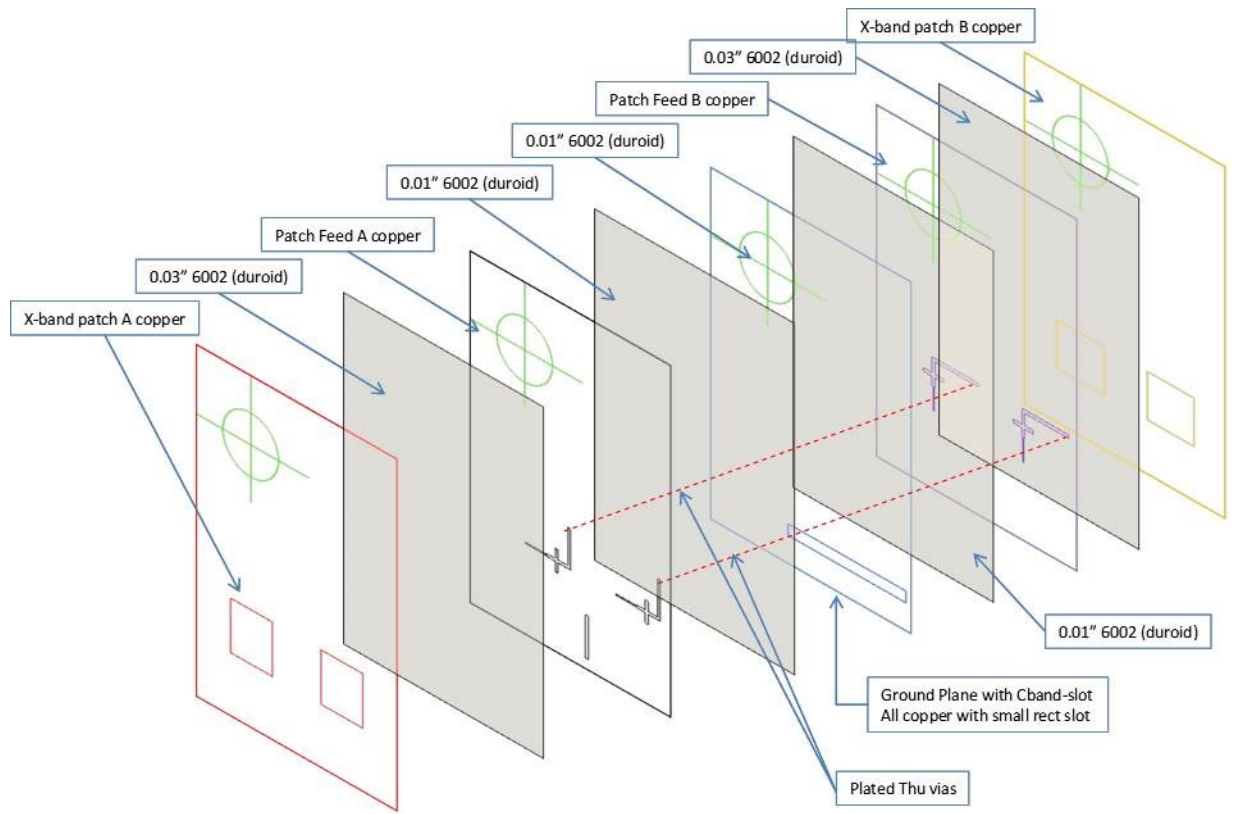 X-band patch B copper
0.03” 6002 (duroid)
Patch Feed B copper
0.01” 6002 (duroid)
0.01” 6002 (duroid)
Patch Feed A copper
0.03” 6002 (duroid)
X-band patch A copper
0.01” 6002 (duroid)
Ground Plane with Cband-slot
All copper with small rect slot
Plated Thu vias